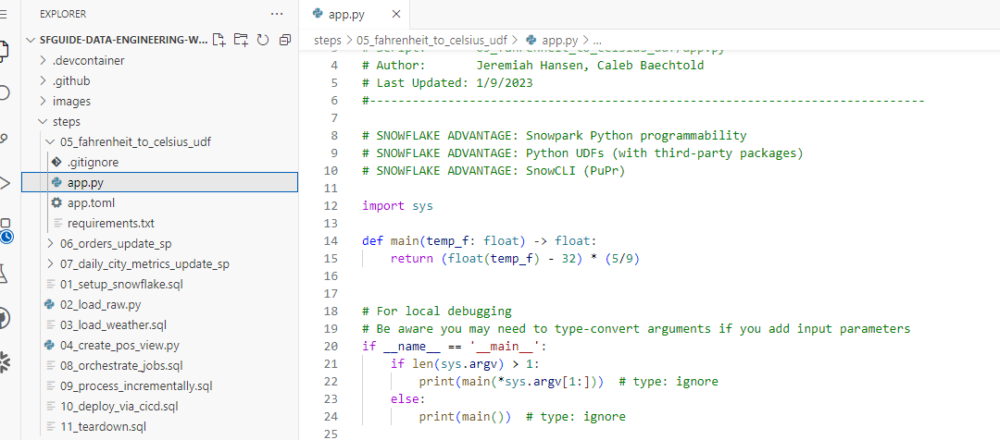 EXPLORER
SFGUIDE-DATA-ENGINEERING-W...
.devcontainer
.github
images
steps
05_fahrenheit_to_celsius_udf
.gitignore
app.py
app.toml
requirements.txt
06_orders_update_sp
07_daily_city_metrics_update_sp
01_setup_snowflake.sql
02_load_raw.py
03_load_weather.sql
04_create_pos_view.py
08_orchestrate_jobs.sql
09_process_incrementally.sql
10_deploy_via_cicd.sql
11_teardown.sql
app.py
steps > 05_fahrenheit_to_celsius_udf > app.py > ...
# Script: 05_fahrenheit_to_celsius_udf/app.py
4 # Author: Jeremiah Hansen, Caleb Baechtold
5 # Last Updated: 1/9/2023
6 #------------------------------------------------------------------------------
7
8 # SNOWFLAKE ADVANTAGE: Snowpark Python programmability
9 # SNOWFLAKE ADVANTAGE: Python UDFs (with third-party packages)
10 # SNOWFLAKE ADVANTAGE: SnowCLI (PuPr)
11
12 import sys
13
14 def main(temp_f: float) -> float:
15 return (float(temp_f) - 32) * (5/9)
16
17
18 # For local debugging
19 # Be aware you may need to type-convert arguments if you add input parameters
20 if __name__ == '__main__':
21 if len(sys.argv) > 1:
22 print(main(*sys.argv[1:])) # type: ignore
23 else:
24 print(main()) # type: ignore
25